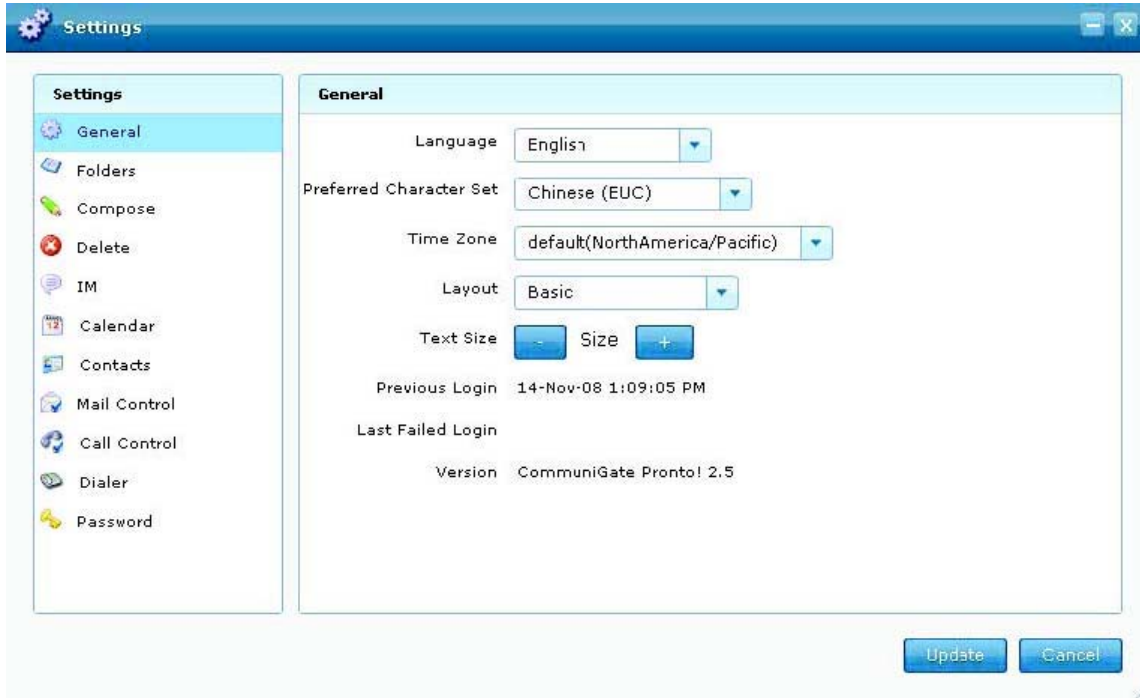 Settings
Settings
General
Folders
Compose
Delete
IM
Calendar
Contacts
Mail Control
Call Control
Dialer
Password
General
Language English
Preferred Character Set Chinese (EUC)
Time Zone default(NorthAmerica/Pacific)
Layout Basic
Text Size - Size +
Previous Login 14-Nov-08 1:09:05 PM
Last Failed Login
Version CommuniGate Pronto! 2.5
Update Cancel